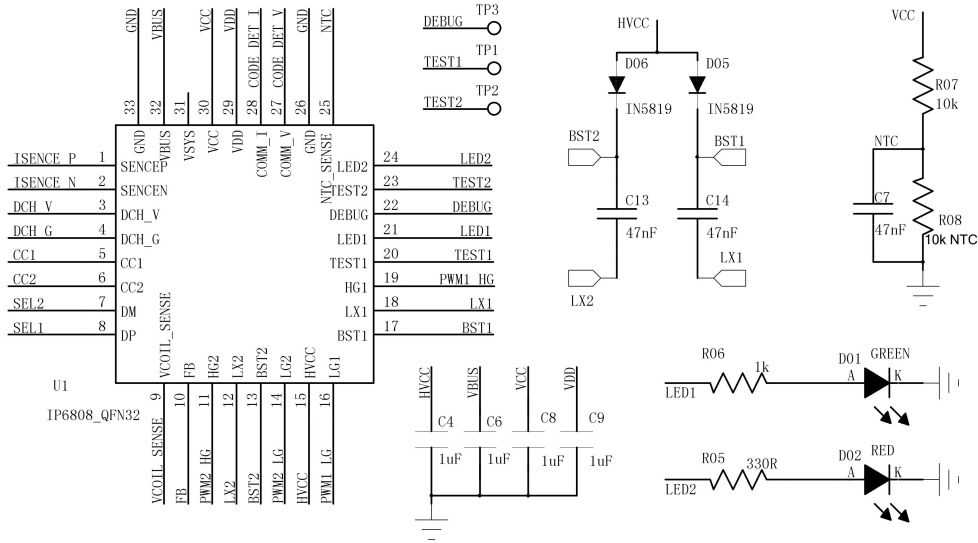 GND
VBUS
VCC
VDD
CODE_DET_I
CODE_DET_V
GND
NTC
33
32
31
30
29
28
27
26
25
GND
VBUS
VSYS
VCC
VDD
COMM_I
COMM_V
GND
NTC_SENSE
ISENCE_P 1 SENCEP
ISENCE_N 2 SENCEN
DCH_V 3 DCH_V
DCH_G 4 DCH_G
CC1 5 CC1
CC2 6 CC2
SEL2 7 DM
SEL1 8 DP
LED2 24 LED2
TEST2 23 TEST2
DEBUG 22 DEBUG
LED1 21 LED1
TEST1 20 TEST1
HG1 19 PWM1_HG
LX1 18 LX1
BST1 17 BST1
VCOIL_SENSE
FB
HG2
LX2
BST2
LG2
HVCC
LG1
9
10
11
12
13
14
15
16
VCOIL_SENSE
FB
PWM2_HG
LX2
BST2
PWM2_LG
HVCC
PWM1_LG
U1
IP6808_QFN32
DEBUG TP3
TEST1 TP1
TEST2 TP2
HVCC
D06 D05
IN5819 IN5819
BST2 BST1
C13 C14
47nF 47nF
LX2 LX1
VCC
R07
10k
NTC
C7
47nF
R08
10k NTC
HVCC VBUS VCC VDD
C4 C6 C8 C9
1uF 1uF 1uF 1uF
R06 1k D01 GREEN
LED1 A K
R05 330R D02 RED
LED2 A K